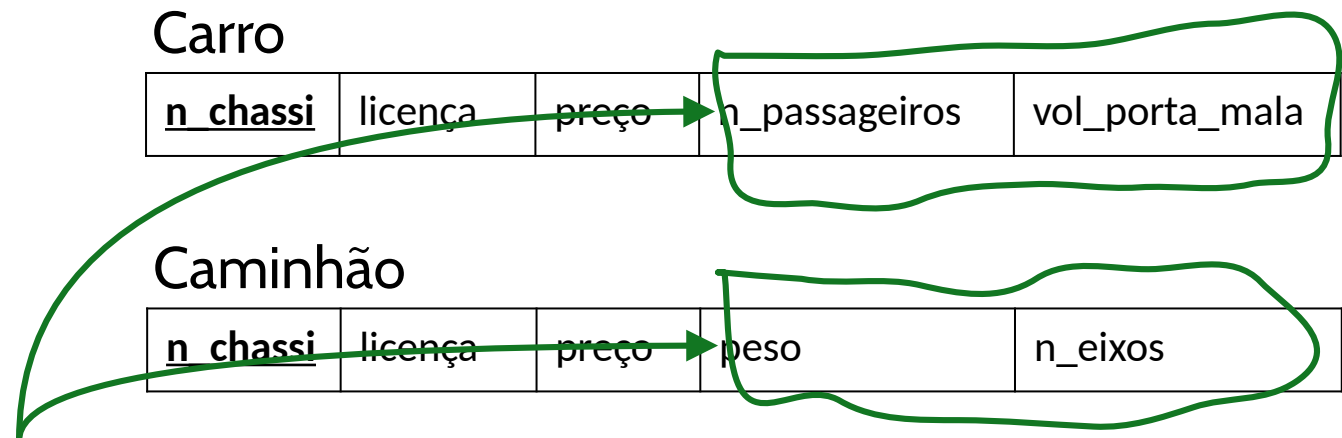 Carro
n_chassi licença preço n_passageiros vol_porta_mala
Caminhão
n_chassi licença preço peso n_eixos